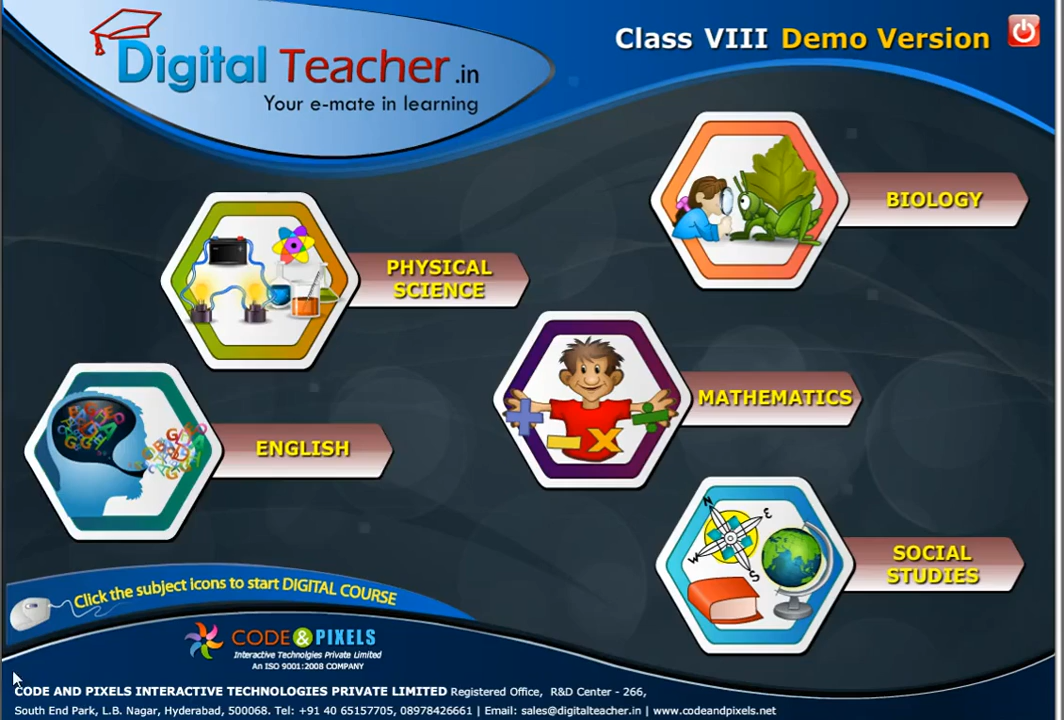 Digital Teacher.in
Your e-mate in learning
Class VIII Demo Version
BIOLOGY
PHYSICAL
SCIENCE
MATHEMATICS
ENGLISH
N
E
W
S
SOCIAL
STUDIES
Click the subject icons to start DIGITAL COURSE
CODE & PIXELS
Interactive Technolgies Private Limited
An ISO 9001:2008 COMPANY
CODE AND PIXELS INTERACTIVE TECHNOLOGIES PRIVATE LIMITED Registered Office, R&D Center - 266,
South End Park, L.B. Nagar, Hyderabad, 500068. Tel: +91 40 65157705, 08978426661 | Email: sales@digitalteacher.in | www.codeandpixels.net